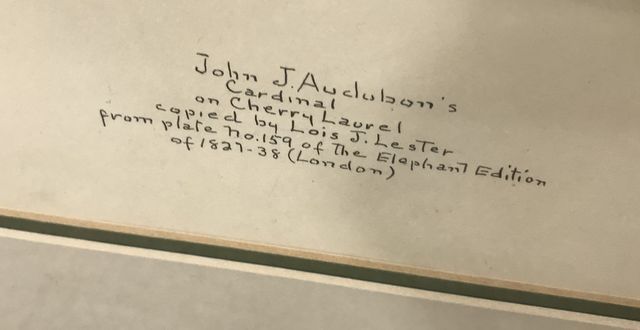 John J. Audubon's
Cardinal
on Cherry Laurel
copied by Lois J. Lester
from plate no. 159 of The Elephant Edition
of 1827-38 (London)